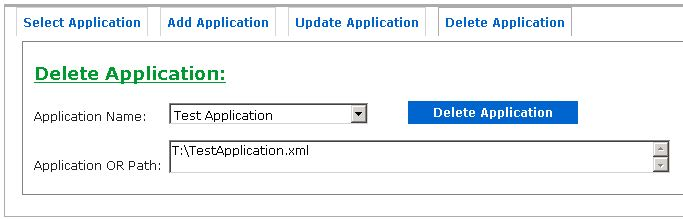 Select Application Add Application Update Application Delete Application
Delete Application:
Application Name: Test Application Delete Application
Application OR Path: T:\TestApplication.xml